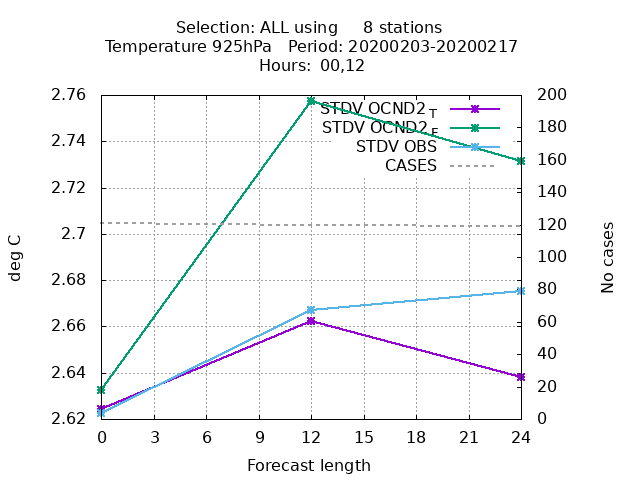 Selection: ALL using     8 stations
Temperature 925hPa   Period: 20200203-20200217
Hours: 00,12
STDV OCND2 T
STDV OCND2 F
STDV OBS
CASES
2.76
2.74
2.72
2.7
2.68
2.66
2.64
2.62
deg C
200
180
160
140
120
100
80
60
40
20
0
No cases
0 3 6 9 12 15 18 21 24
Forecast length